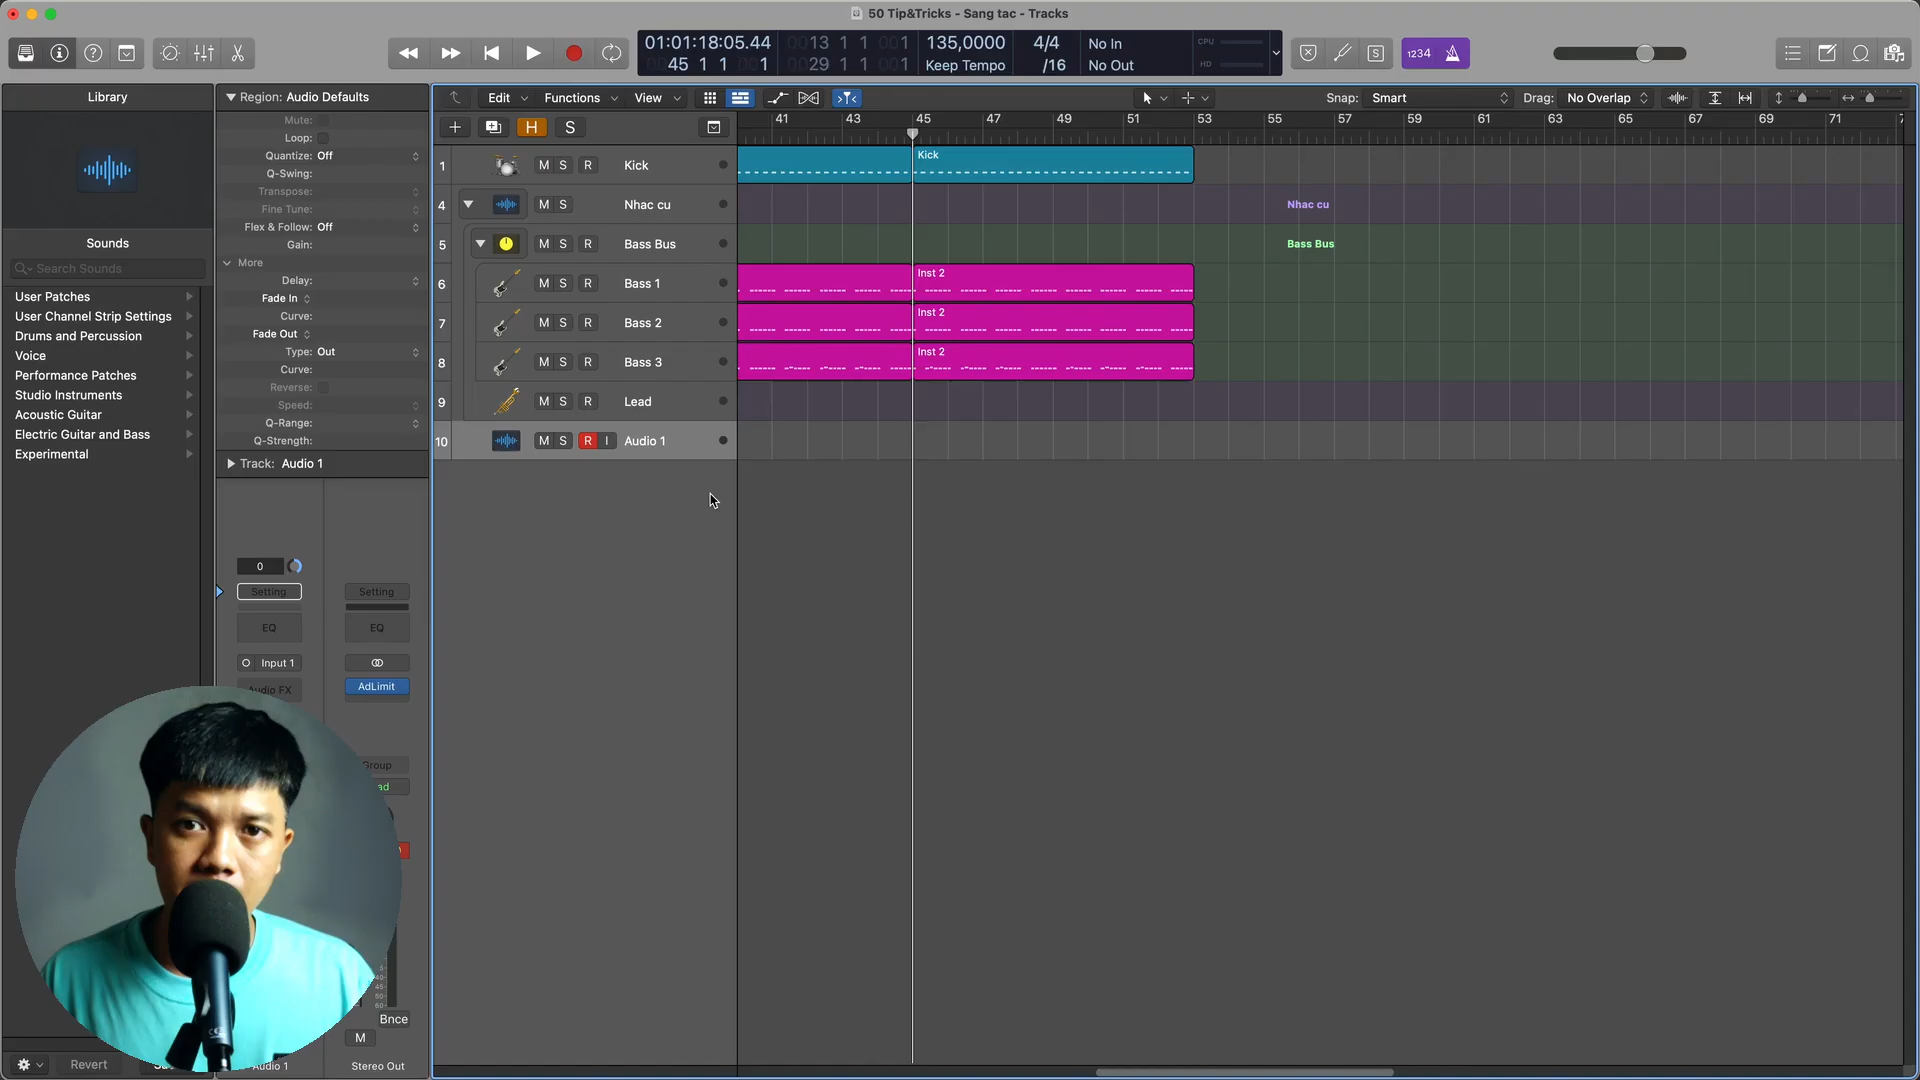 50 Tip&Tricks - Sang tac - Tracks
01:01:18:05.44
45 1 1 1
0013 1 1 001
0029 1 1 001
135,0000
Keep Tempo
4/4
/16
No In
No Out
CPU
HD
1234
Library
Region: Audio Defaults
Edit
Functions
View
Snap: Smart
Drag: No Overlap
Mute:
Loop:
Quantize: Off
Q-Swing:
Transpose:
Fine Tune:
Flex & Follow: Off
Gain:
More
Delay:
Fade In
Curve:
Fade Out
Type: Out
Curve:
Reverse:
Speed:
Q-Range:
Q-Strength:
Track: Audio 1
Sounds
Search Sounds
User Patches
User Channel Strip Settings
Drums and Percussion
Voice
Performance Patches
Studio Instruments
Acoustic Guitar
Electric Guitar and Bass
Experimental
H
S
41 43 45 47 49 51 53 55 57 59 61 63 65 67 69 71
1 M S R Kick
Kick
4 M S Nhac cu
Nhac cu
5 M S R Bass Bus
Bass Bus
6 M S R Bass 1
Inst 2
7 M S R Bass 2
Inst 2
8 M S R Bass 3
Inst 2
9 M S R Lead
10 M S R I Audio 1
0
Setting
Setting
EQ
EQ
Input 1
Audio FX
AdLimit
Group
Bnce
M
Revert
Audio 1
Stereo Out